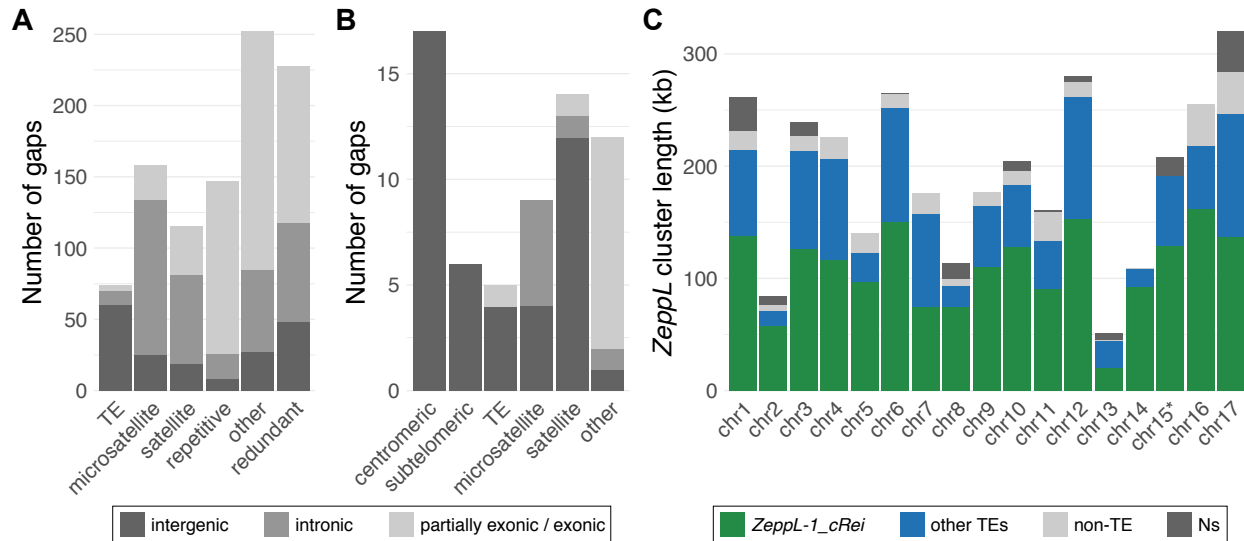 A
Number of gaps
250
200
150
100
50
0
TE
microsatellite
satellite
repetitive
other
redundant
B
Number of gaps
15
10
5
0
centromeric
subtelomeric
TE
microsatellite
satellite
other
intergenic
intronic
partially exonic / exonic
C
ZeppL cluster length (kb)
300
200
100
0
chr1
chr2
chr3
chr4
chr5
chr6
chr7
chr8
chr9
chr10
chr11
chr12
chr13
chr14
chr15*
chr16
chr17
ZeppL-1_cRei
other TEs
non-TE
Ns